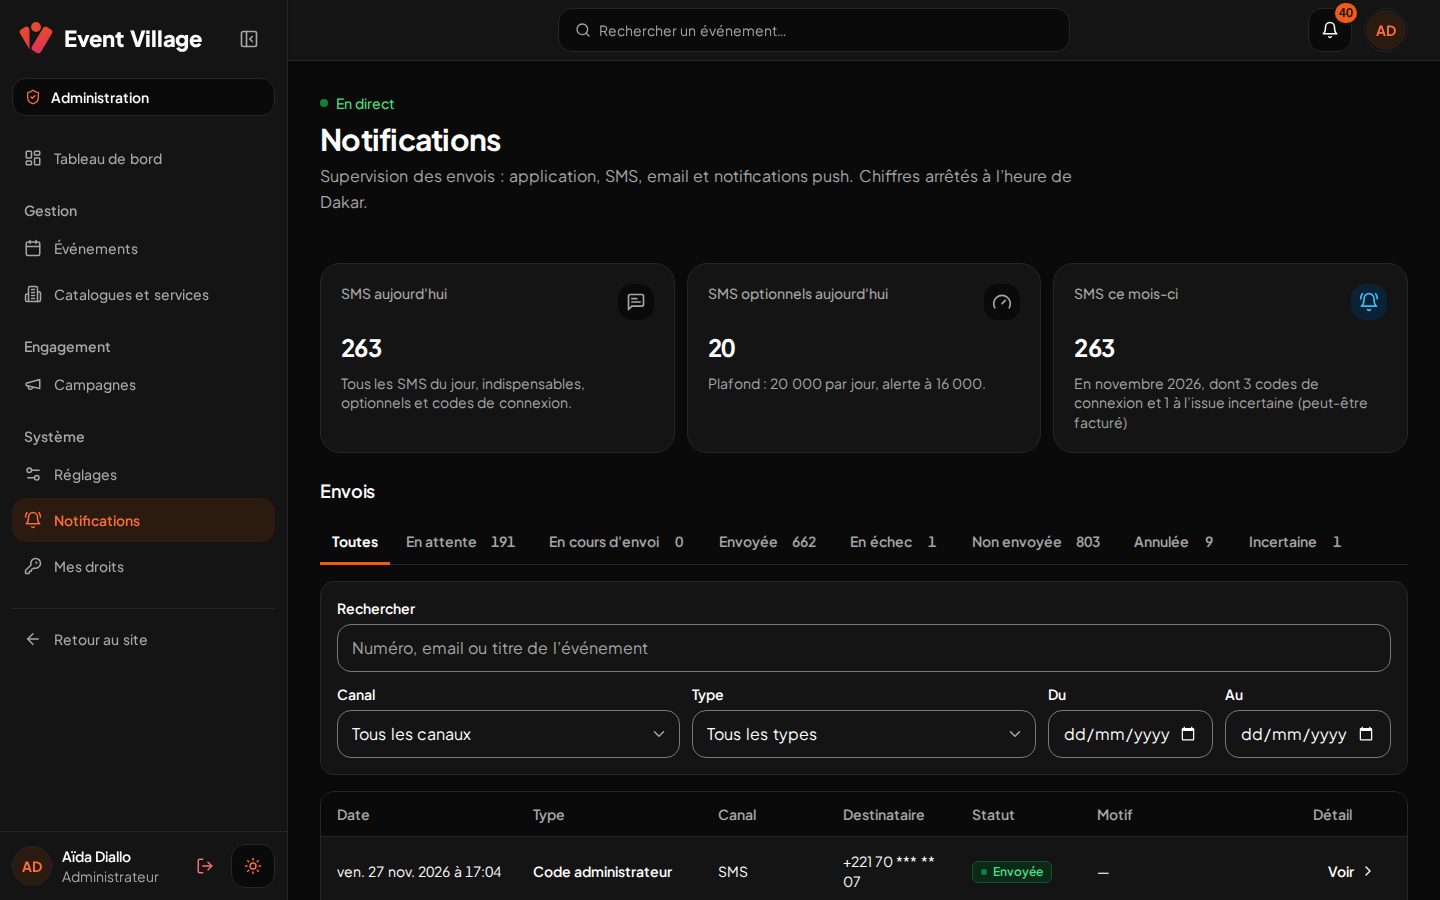 Event Village
Rechercher un événement...
40
AD
Administration
Tableau de bord
Gestion
Événements
Catalogues et services
Engagement
Campagnes
Système
Réglages
Notifications
Mes droits
Retour au site
AD
Aïda Diallo
Administrateur
En direct
Notifications
Supervision des envois : application, SMS, email et notifications push. Chiffres arrêtés à l'heure de
Dakar.
SMS aujourd'hui
263
Tous les SMS du jour, indispensables,
optionnels et codes de connexion.
SMS optionnels aujourd'hui
20
Plafond : 20 000 par jour, alerte à 16 000.
SMS ce mois-ci
263
En novembre 2026, dont 3 codes de
connexion et 1 à l'issue incertaine (peut-être
facturé)
Envois
Toutes En attente 191 En cours d'envoi 0 Envoyée 662 En échec 1 Non envoyée 803 Annulée 9 Incertaine 1
Rechercher
Numéro, email ou titre de l'événement
Canal Type Du Au
Tous les canaux Tous les types dd/mm/yyyy dd/mm/yyyy
Date Type Canal Destinataire Statut Motif Détail
ven. 27 nov. 2026 à 17:04 Code administrateur SMS +221 70 *** ** 07 Envoyée — Voir